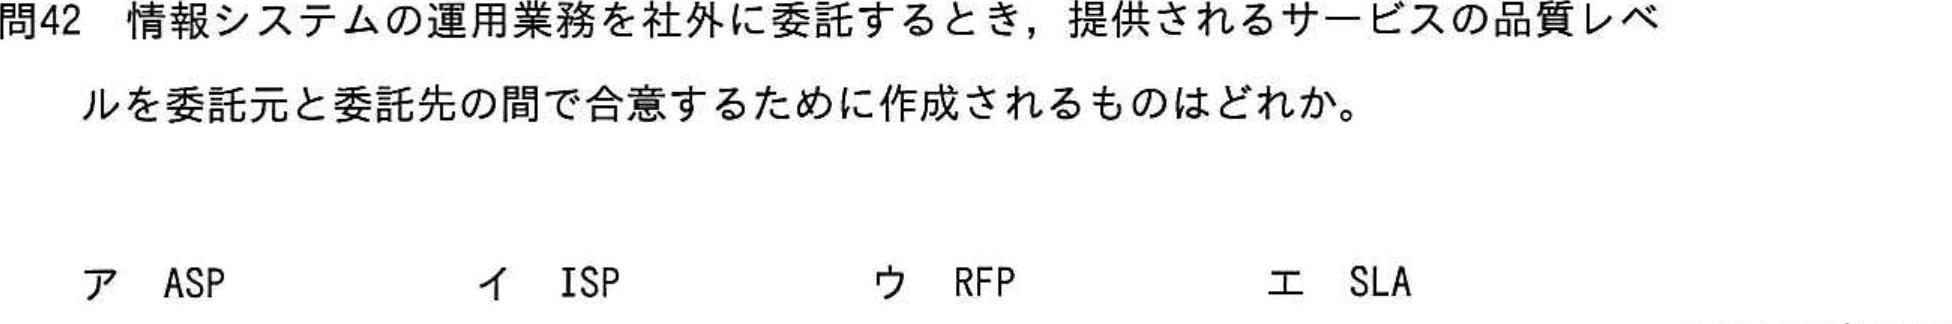 問42　情報システムの運用業務を社外に委託するとき，提供されるサービスの品質レベ
ルを委託元と委託先の間で合意するために作成されるものはどれか。
ア　ASP　イ　ISP　ウ　RFP　エ　SLA